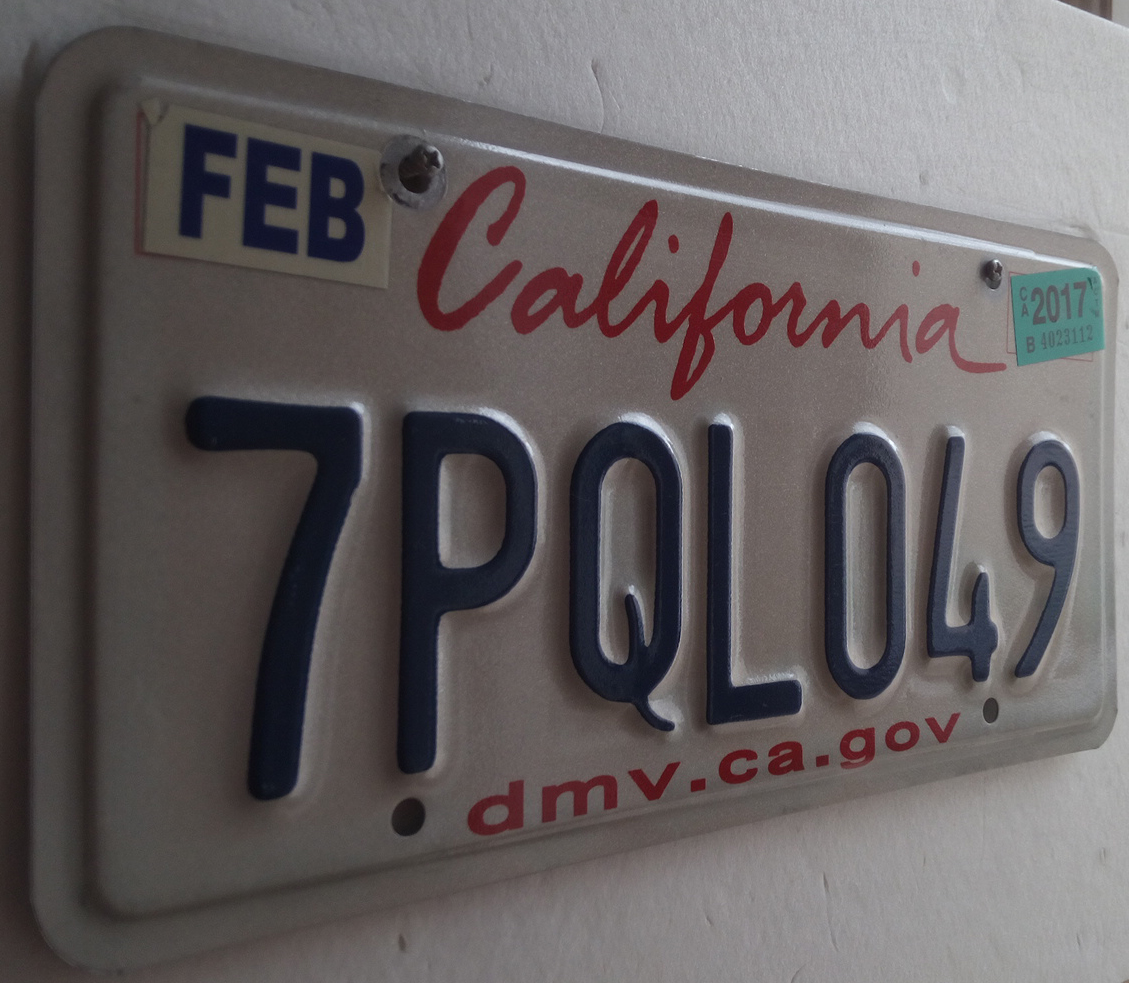 FEB
California
CA 2017
B 4023112
7PQL049
dmv.ca.gov